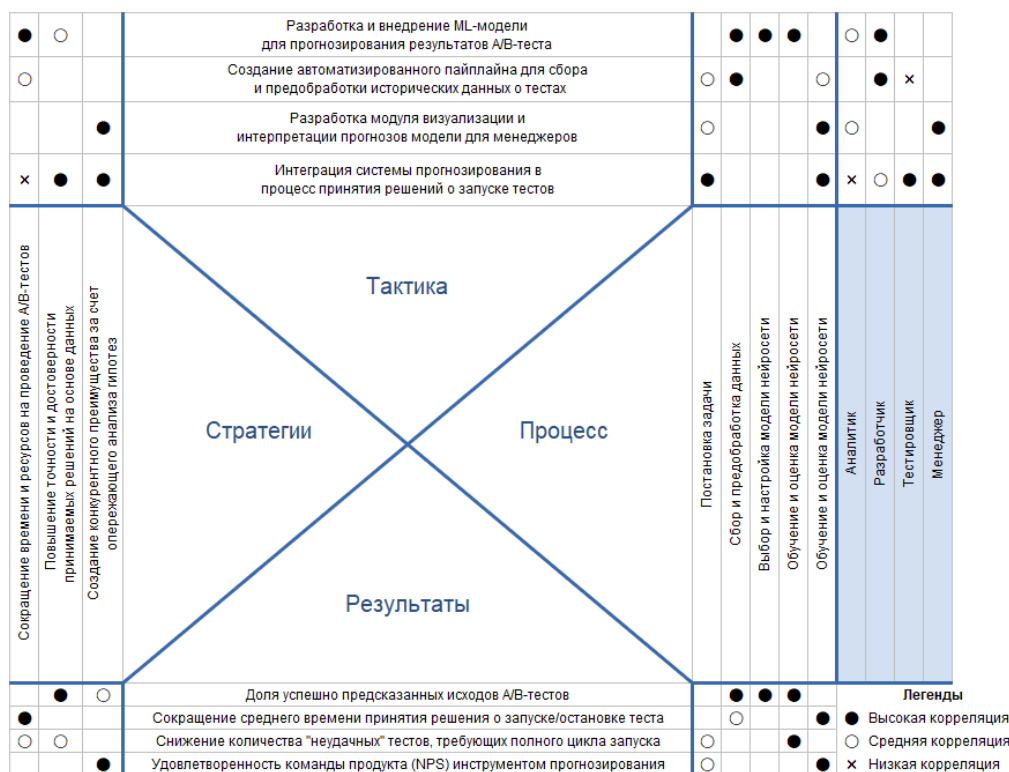 Разработка и внедрение ML-модели
для прогнозирования результатов A/B-теста
Создание автоматизированного пайплайна для сбора
и предобработки исторических данных о тестах
Разработка модуля визуализации и
интерпретации прогнозов модели для менеджеров
Интеграция системы прогнозирования в
процесс принятия решений о запуске тестов
Сокращение времени и ресурсов на проведение A/B-тестов
Повышение точности и достоверности
принимаемых решений на основе данных
Создание конкурентного преимущества за счет
опережающего анализа гипотез
Тактика
Стратегии
Процесс
Результаты
Постановка задачи
Сбор и предобработка данных
Выбор и настройка модели нейросети
Обучение и оценка модели нейросети
Обучение и оценка модели нейросети
Аналитик
Разработчик
Тестировщик
Менеджер
Доля успешно предсказанных исходов A/B-тестов
Сокращение среднего времени принятия решения о запуске/остановке теста
Снижение количества "неудачных" тестов, требующих полного цикла запуска
Удовлетворенность команды продукта (NPS) инструментом прогнозирования
Легенды
● Высокая корреляция
○ Средняя корреляция
× Низкая корреляция